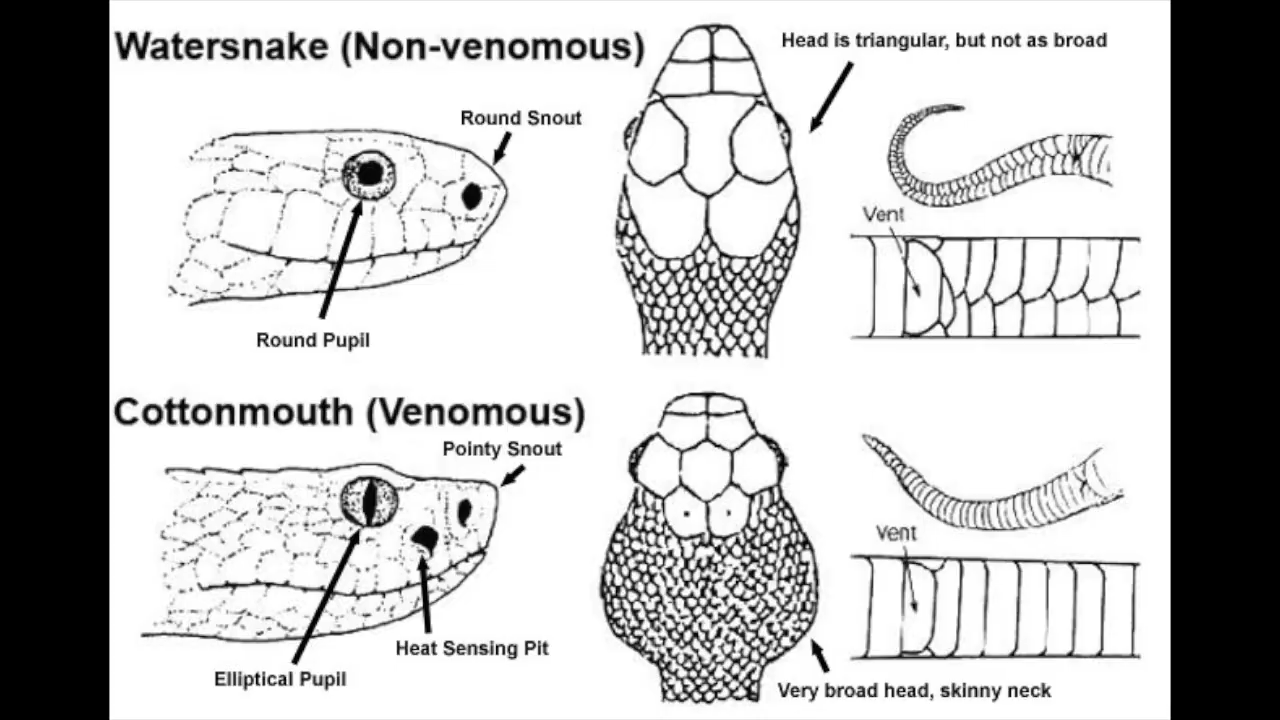 Watersnake (Non-venomous)
Head is triangular, but not as broad
Round Snout
Vent
Round Pupil
Cottonmouth (Venomous)
Pointy Snout
Vent
Heat Sensing Pit
Elliptical Pupil
Very broad head, skinny neck